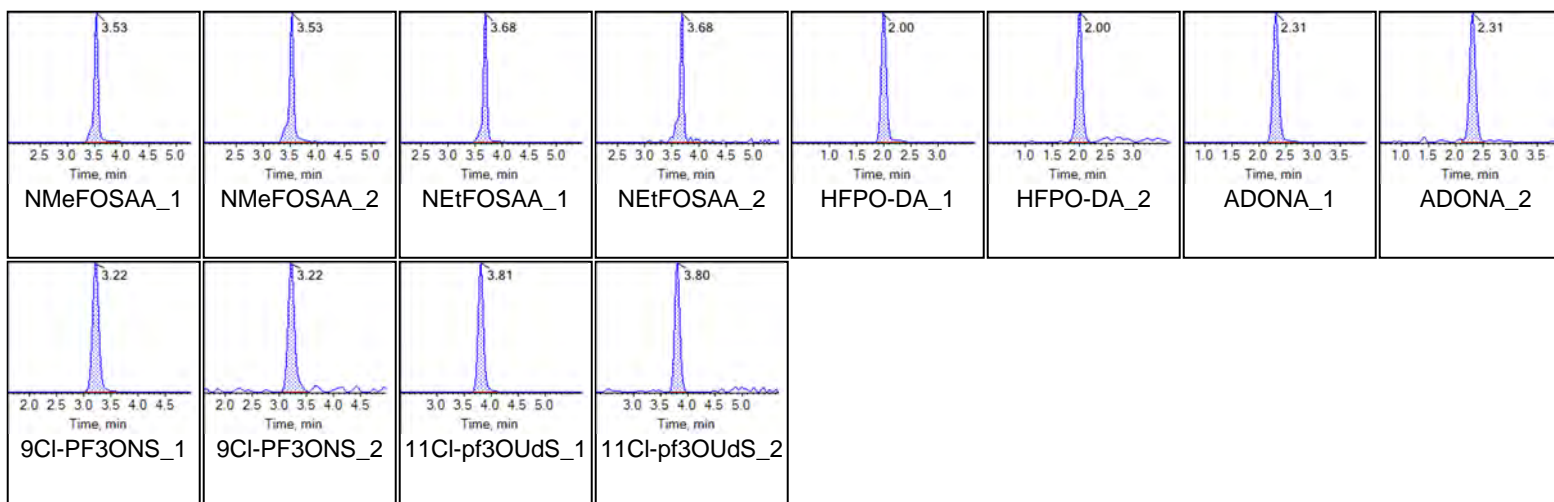 3.53 3.53 3.68 3.68 2.00 2.00 2.31 2.31
2.5 3.0 3.5 4.0 4.5 5.0 2.5 3.0 3.5 4.0 4.5 5.0 2.5 3.0 3.5 4.0 4.5 5.0 2.5 3.0 3.5 4.0 4.5 5.0 1.0 1.5 2.0 2.5 3.0 1.0 1.5 2.0 2.5 3.0 1.0 1.5 2.0 2.5 3.0 3.5 1.0 1.5 2.0 2.5 3.0 3.5
Time, min Time, min Time, min Time, min Time, min Time, min Time, min Time, min
NMeFOSAA_1 NMeFOSAA_2 NEtFOSAA_1 NEtFOSAA_2 HFPO-DA_1 HFPO-DA_2 ADONA_1 ADONA_2
3.22 3.22 3.81 3.80
2.0 2.5 3.0 3.5 4.0 4.5 2.0 2.5 3.0 3.5 4.0 4.5 3.0 3.5 4.0 4.5 5.0 3.0 3.5 4.0 4.5 5.0
Time, min Time, min Time, min Time, min
9Cl-PF3ONS_1 9Cl-PF3ONS_2 11Cl-pf3OUdS_1 11Cl-pf3OUdS_2